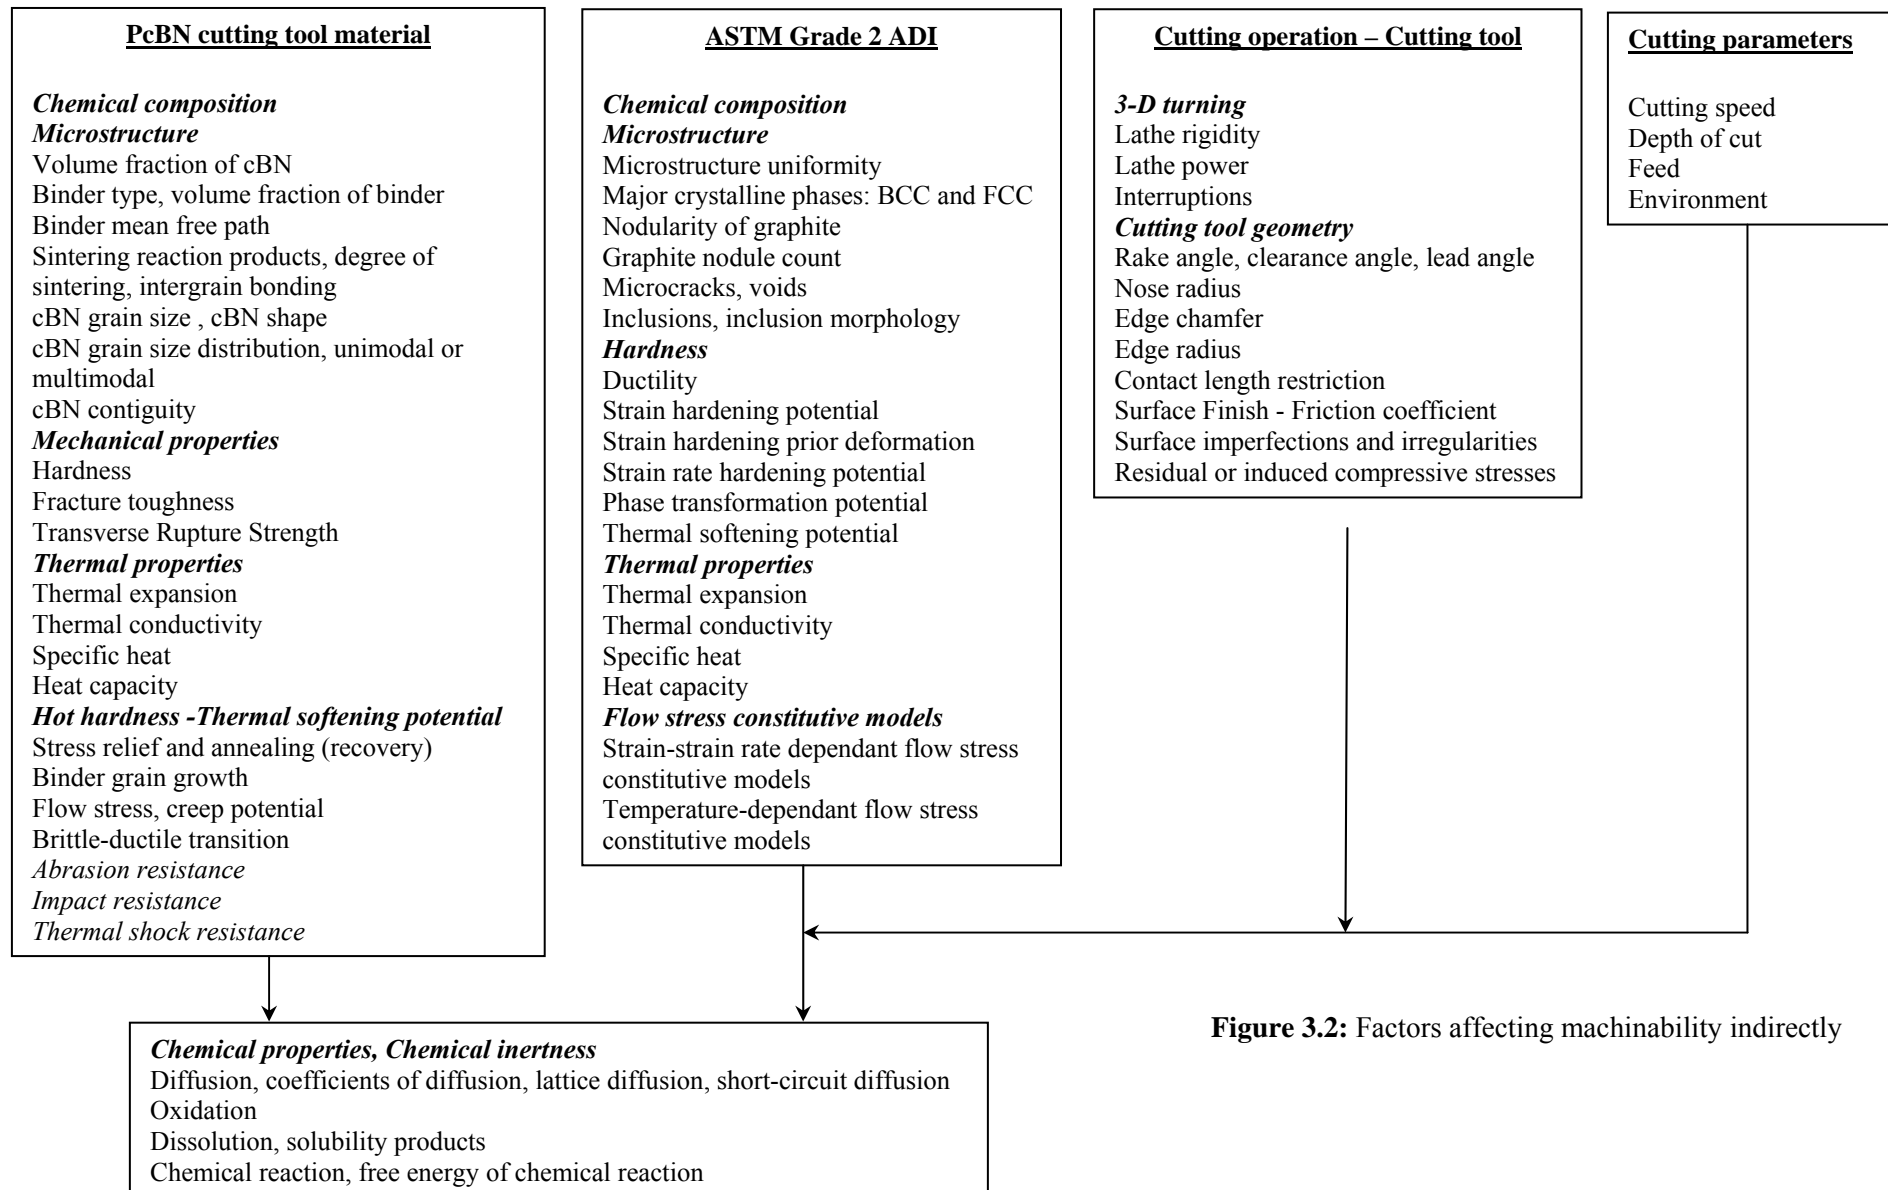 PcBN cutting tool material
Chemical composition
Microstructure
Volume fraction of cBN
Binder type, volume fraction of binder
Binder mean free path
Sintering reaction products, degree of
sintering, intergrain bonding
cBN grain size , cBN shape
cBN grain size distribution, unimodal or
multimodal
cBN contiguity
Mechanical properties
Hardness
Fracture toughness
Transverse Rupture Strength
Thermal properties
Thermal expansion
Thermal conductivity
Specific heat
Heat capacity
Hot hardness -Thermal softening potential
Stress relief and annealing (recovery)
Binder grain growth
Flow stress, creep potential
Brittle-ductile transition
Abrasion resistance
Impact resistance
Thermal shock resistance
ASTM Grade 2 ADI
Chemical composition
Microstructure
Microstructure uniformity
Major crystalline phases: BCC and FCC
Nodularity of graphite
Graphite nodule count
Microcracks, voids
Inclusions, inclusion morphology
Hardness
Ductility
Strain hardening potential
Strain hardening prior deformation
Strain rate hardening potential
Phase transformation potential
Thermal softening potential
Thermal properties
Thermal expansion
Thermal conductivity
Specific heat
Heat capacity
Flow stress constitutive models
Strain-strain rate dependant flow stress
constitutive models
Temperature-dependant flow stress
constitutive models
Cutting operation – Cutting tool
3-D turning
Lathe rigidity
Lathe power
Interruptions
Cutting tool geometry
Rake angle, clearance angle, lead angle
Nose radius
Edge chamfer
Edge radius
Contact length restriction
Surface Finish - Friction coefficient
Surface imperfections and irregularities
Residual or induced compressive stresses
Cutting parameters
Cutting speed
Depth of cut
Feed
Environment
Chemical properties, Chemical inertness
Diffusion, coefficients of diffusion, lattice diffusion, short-circuit diffusion
Oxidation
Dissolution, solubility products
Chemical reaction, free energy of chemical reaction
Figure 3.2: Factors affecting machinability indirectly